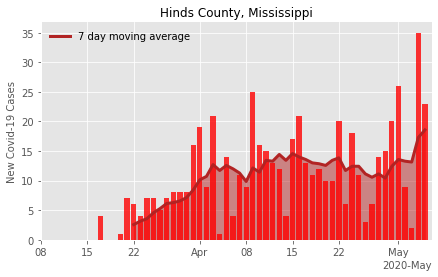 Hinds County, Mississippi
7 day moving average
New Covid-19 Cases
35
30
25
20
15
10
5
0
08 15 22 Apr 08 15 22 May
2020-May